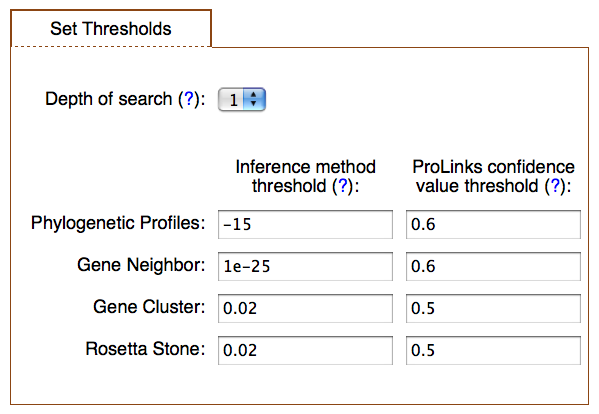 Set Thresholds
Depth of search (?): 1
Inference method ProLinks confidence
threshold (?): value threshold (?):
Phylogenetic Profiles: -15 0.6
Gene Neighbor: 1e-25 0.6
Gene Cluster: 0.02 0.5
Rosetta Stone: 0.02 0.5